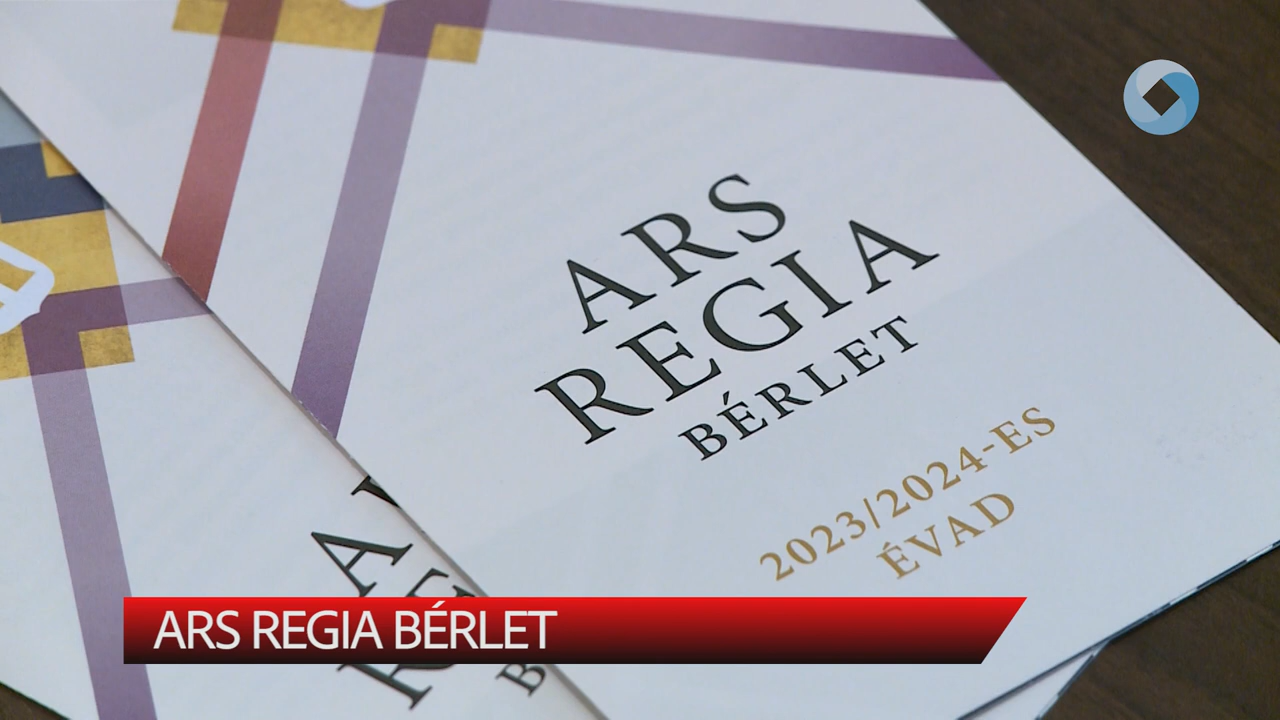 ARS
REGIA
BÉRLET
2023/2024-ES
ÉVAD
ARS REGIA BÉRLET